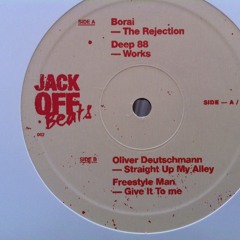 SIDE A
Borai
— The Rejection
Deep 88
— Works
JACK
OFF
Beats
SIDE — A /
002
SIDE B
Oliver Deutschmann
— Straight Up My Alley
Freestyle Man
— Give It To me